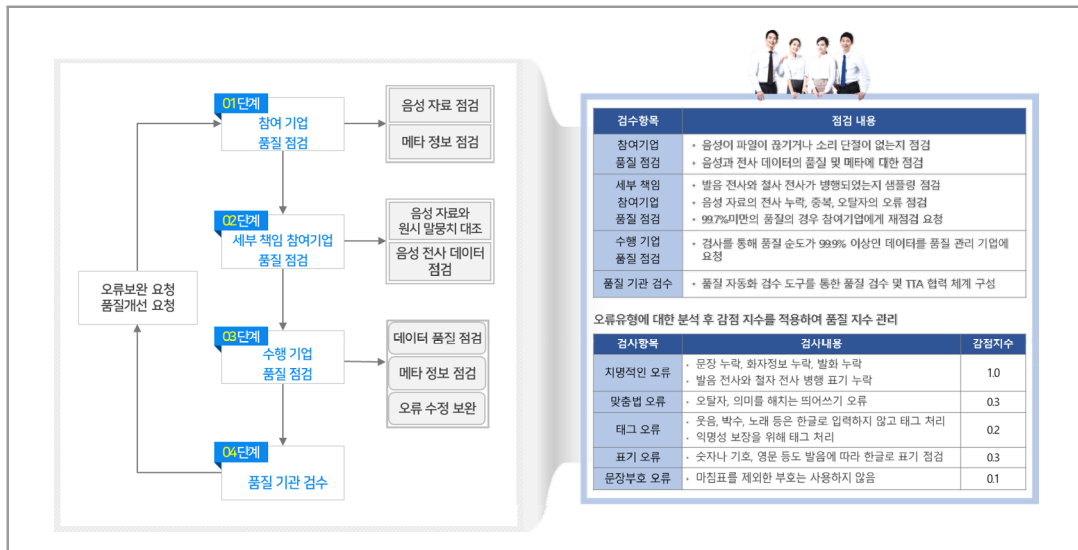 01단계
참여 기업
품질 점검
음성 자료 점검
메타 정보 점검
02단계
세부 책임 참여기업
품질 점검
음성 자료와
원시 말뭉치 대조
음성 전사 데이터
점검
오류보완 요청
품질개선 요청
03단계
수행 기업
품질 점검
데이터 품질 점검
메타 정보 점검
오류 수정 보완
04단계
품질 기관 검수
검수항목 점검 내용
참여기업
품질 점검
• 음성이 파일이 끊기거나 소리 단절이 없는지 점검
• 음성과 전사 데이터의 품질 및 메타에 대한 점검
세부 책임
참여기업
품질 점검
• 발음 전사와 철사 전사가 병행되었는지 샘플링 점검
• 음성 자료의 전사 누락, 중복, 오탈자의 오류 점검
• 99.7%미만의 품질의 경우 참여기업에게 재점검 요청
수행 기업
품질 점검
• 검사를 통해 품질 순도가 99.9% 이상인 데이터를 품질 관리 기업에
요청
품질 기관 검수 • 품질 자동화 검수 도구를 통한 품질 검수 및 TTA 협력 체계 구성
오류유형에 대한 분석 후 감점 지수를 적용하여 품질 지수 관리
검사항목 검사내용 감점지수
치명적인 오류
• 문장 누락, 화자정보 누락, 발화 누락
• 발음 전사와 철자 전사 병행 표기 누락
1.0
맞춤법 오류 • 오탈자, 의미를 해치는 띄어쓰기 오류 0.3
태그 오류
• 웃음, 박수, 노래 등은 한글로 입력하지 않고 태그 처리
• 익명성 보장을 위해 태그 처리
0.2
표기 오류 • 숫자나 기호, 영문 등도 발음에 따라 한글로 표기 점검 0.3
문장부호 오류 • 마침표를 제외한 부호는 사용하지 않음 0.1